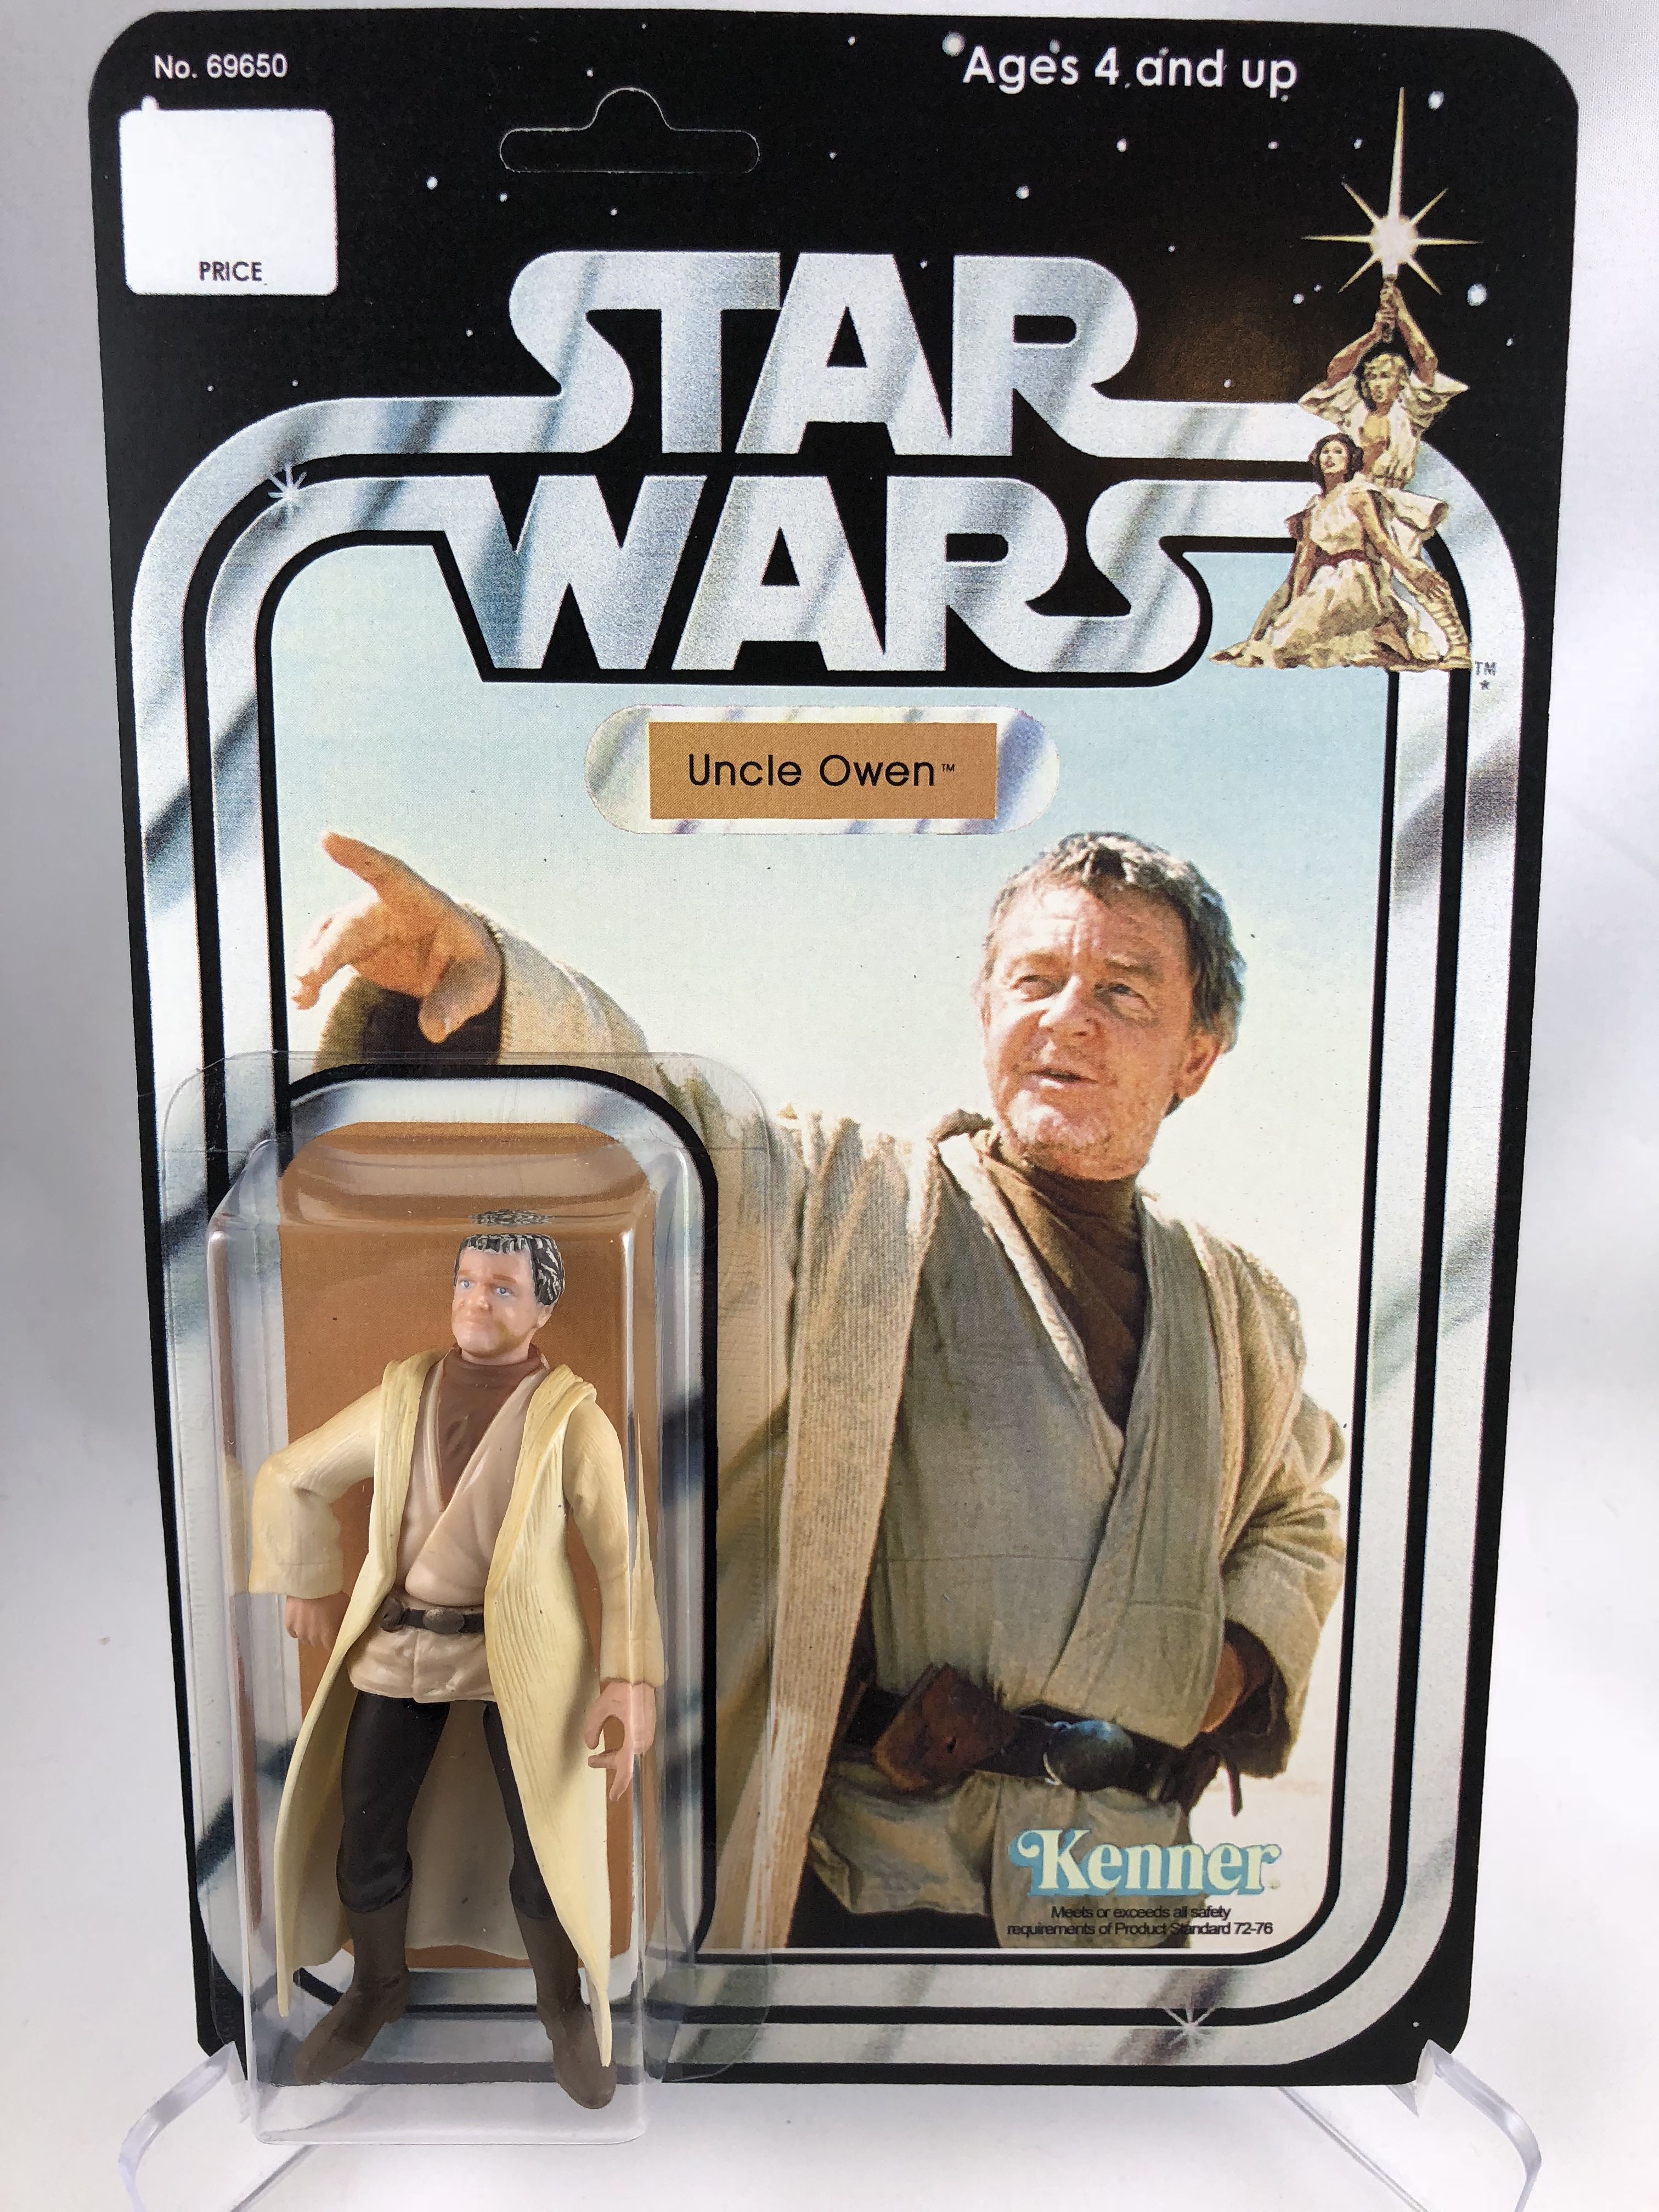 No. 69650
Ages 4 and up
PRICE
STAR
WARS
TM
*
Uncle Owen™
Kenner
Meets or exceeds all safety
requirements of Product Standard 72-76